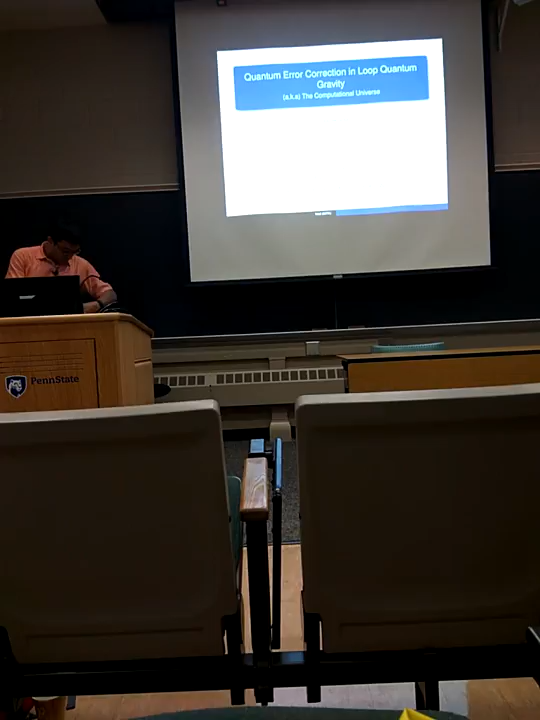 Quantum Error Correction in Loop Quantum
Gravity
(a.k.a) The Computational Universe
PennState